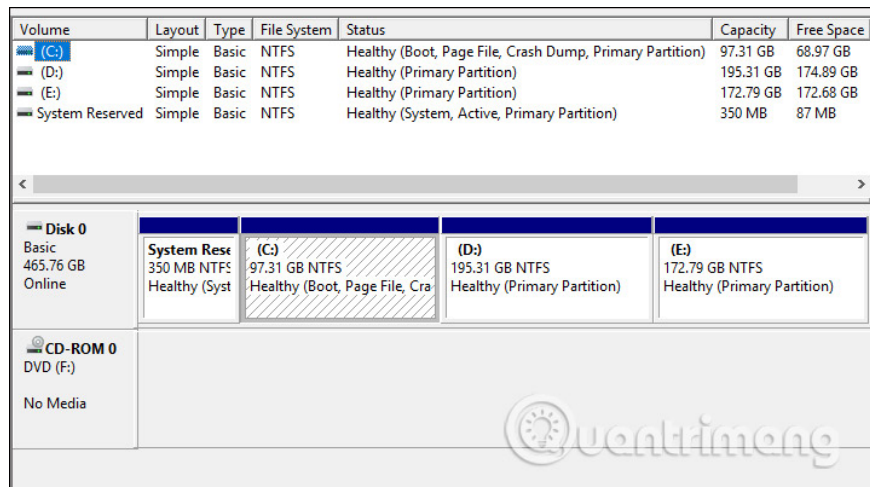 Volume Layout Type File System Status Capacity Free Space
(C:) Simple Basic NTFS Healthy (Boot, Page File, Crash Dump, Primary Partition) 97.31 GB 68.97 GB
(D:) Simple Basic NTFS Healthy (Primary Partition) 195.31 GB 174.89 GB
(E:) Simple Basic NTFS Healthy (Primary Partition) 172.79 GB 172.68 GB
System Reserved Simple Basic NTFS Healthy (System, Active, Primary Partition) 350 MB 87 MB
Disk 0
Basic
465.76 GB
Online
System Rese
350 MB NTFS
Healthy (Syst
(C:)
97.31 GB NTFS
Healthy (Boot, Page File, Cra
(D:)
195.31 GB NTFS
Healthy (Primary Partition)
(E:)
172.79 GB NTFS
Healthy (Primary Partition)
CD-ROM 0
DVD (F:)
No Media
Quantrimang